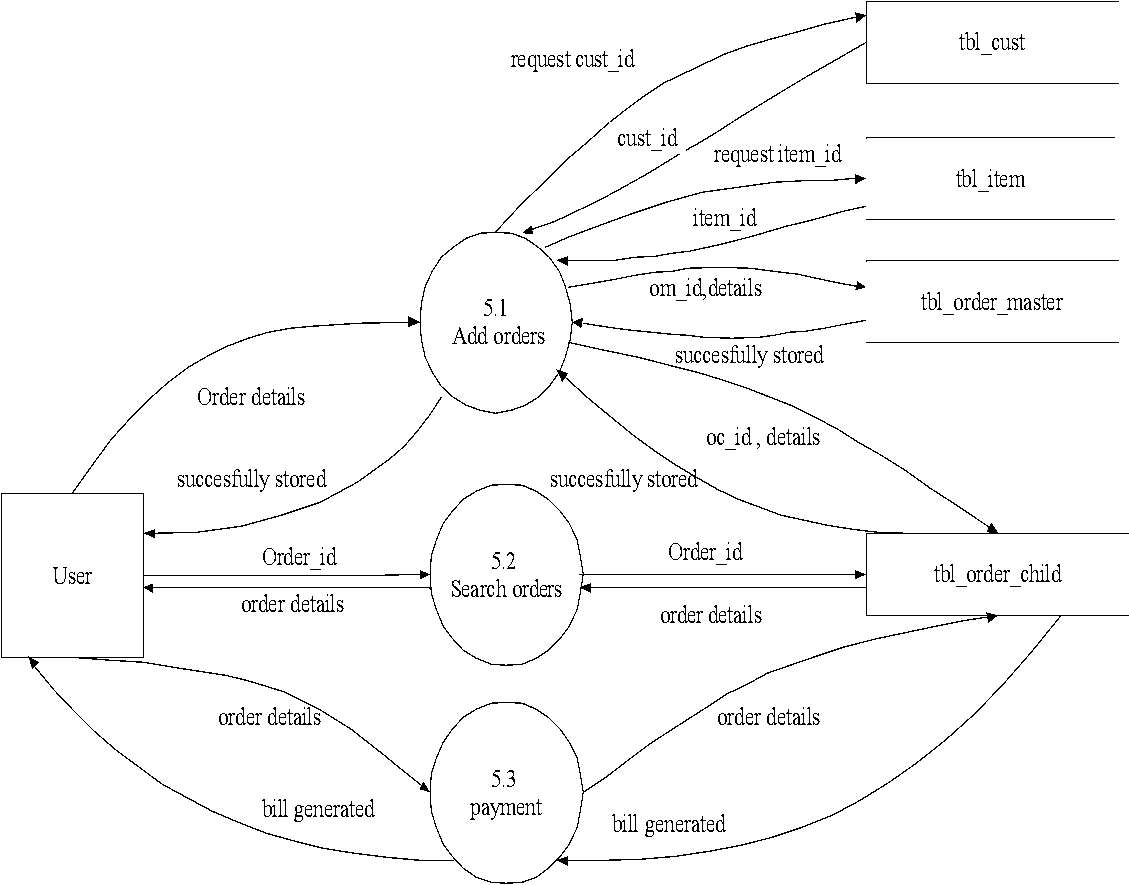 tbl_cust
request cust_id
cust_id
request item_id
tbl_item
item_id
om_id,details
tbl_order_master
5.1
Add orders
succesfully stored
Order details
oc_id , details
succesfully stored
succesfully stored
User
Order_id
order details
5.2
Search orders
Order_id
order details
tbl_order_child
order details
order details
5.3
payment
bill generated
bill generated